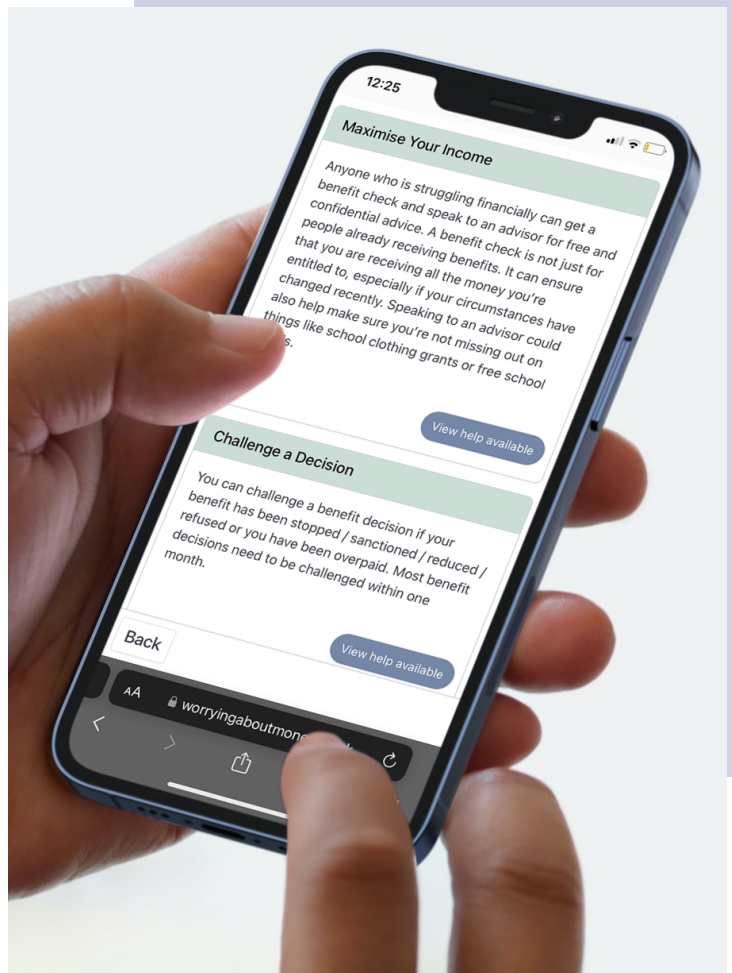 12:25
Maximise Your Income
Anyone who is struggling financially can get a
benefit check and speak to an advisor for free and
confidential advice. A benefit check is not just for
people already receiving benefits. It can ensure
that you are receiving all the money you're
entitled to, especially if your circumstances have
changed recently. Speaking to an advisor could
also help make sure you're not missing out on
things like school clothing grants or free school
View help available
Challenge a Decision
You can challenge a benefit decision if your
benefit has been stopped / sanctioned / reduced /
refused or you have been overpaid. Most benefit
decisions need to be challenged within one
month.
View help available
Back
AA